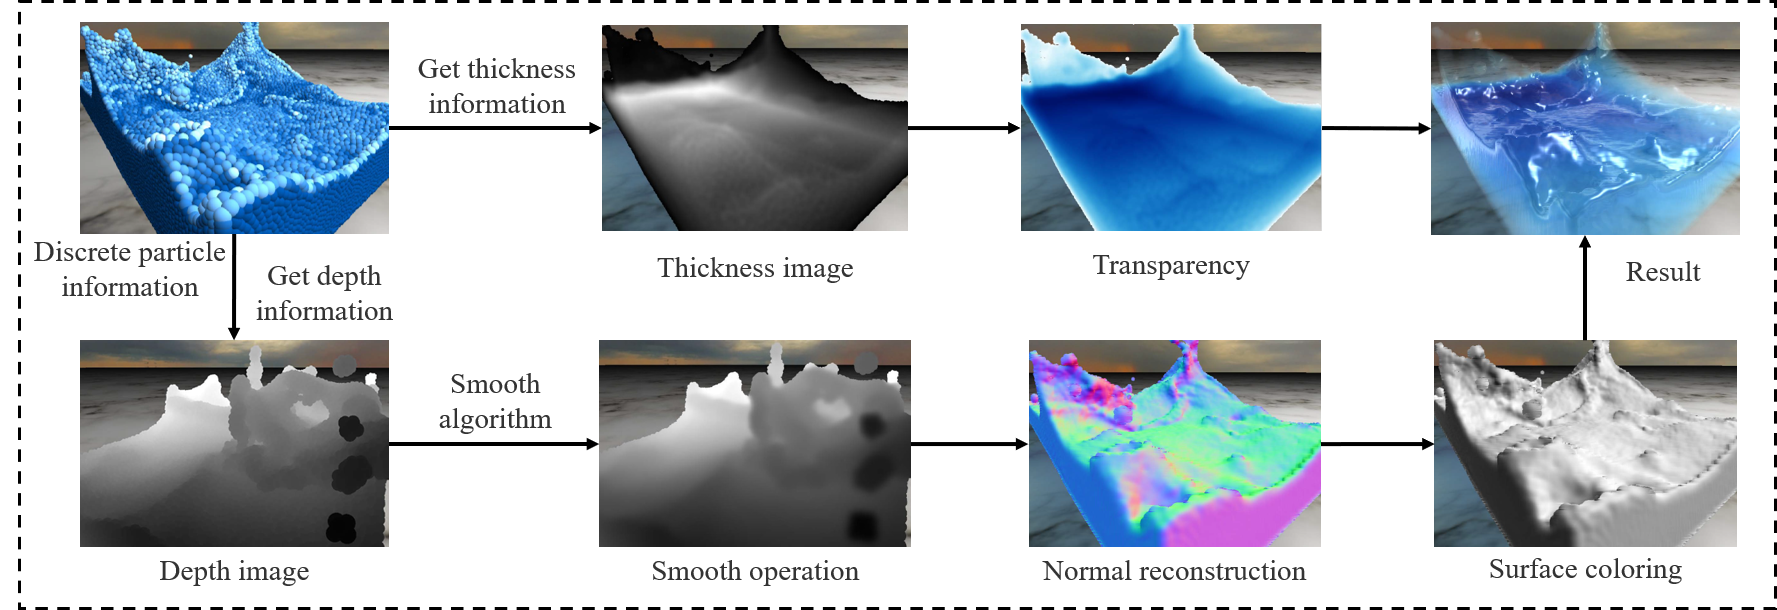 Get thickness
information
Discrete particle
information
Get depth
information
Thickness image
Transparency
Result
Smooth
algorithm
Depth image
Smooth operation
Normal reconstruction
Surface coloring